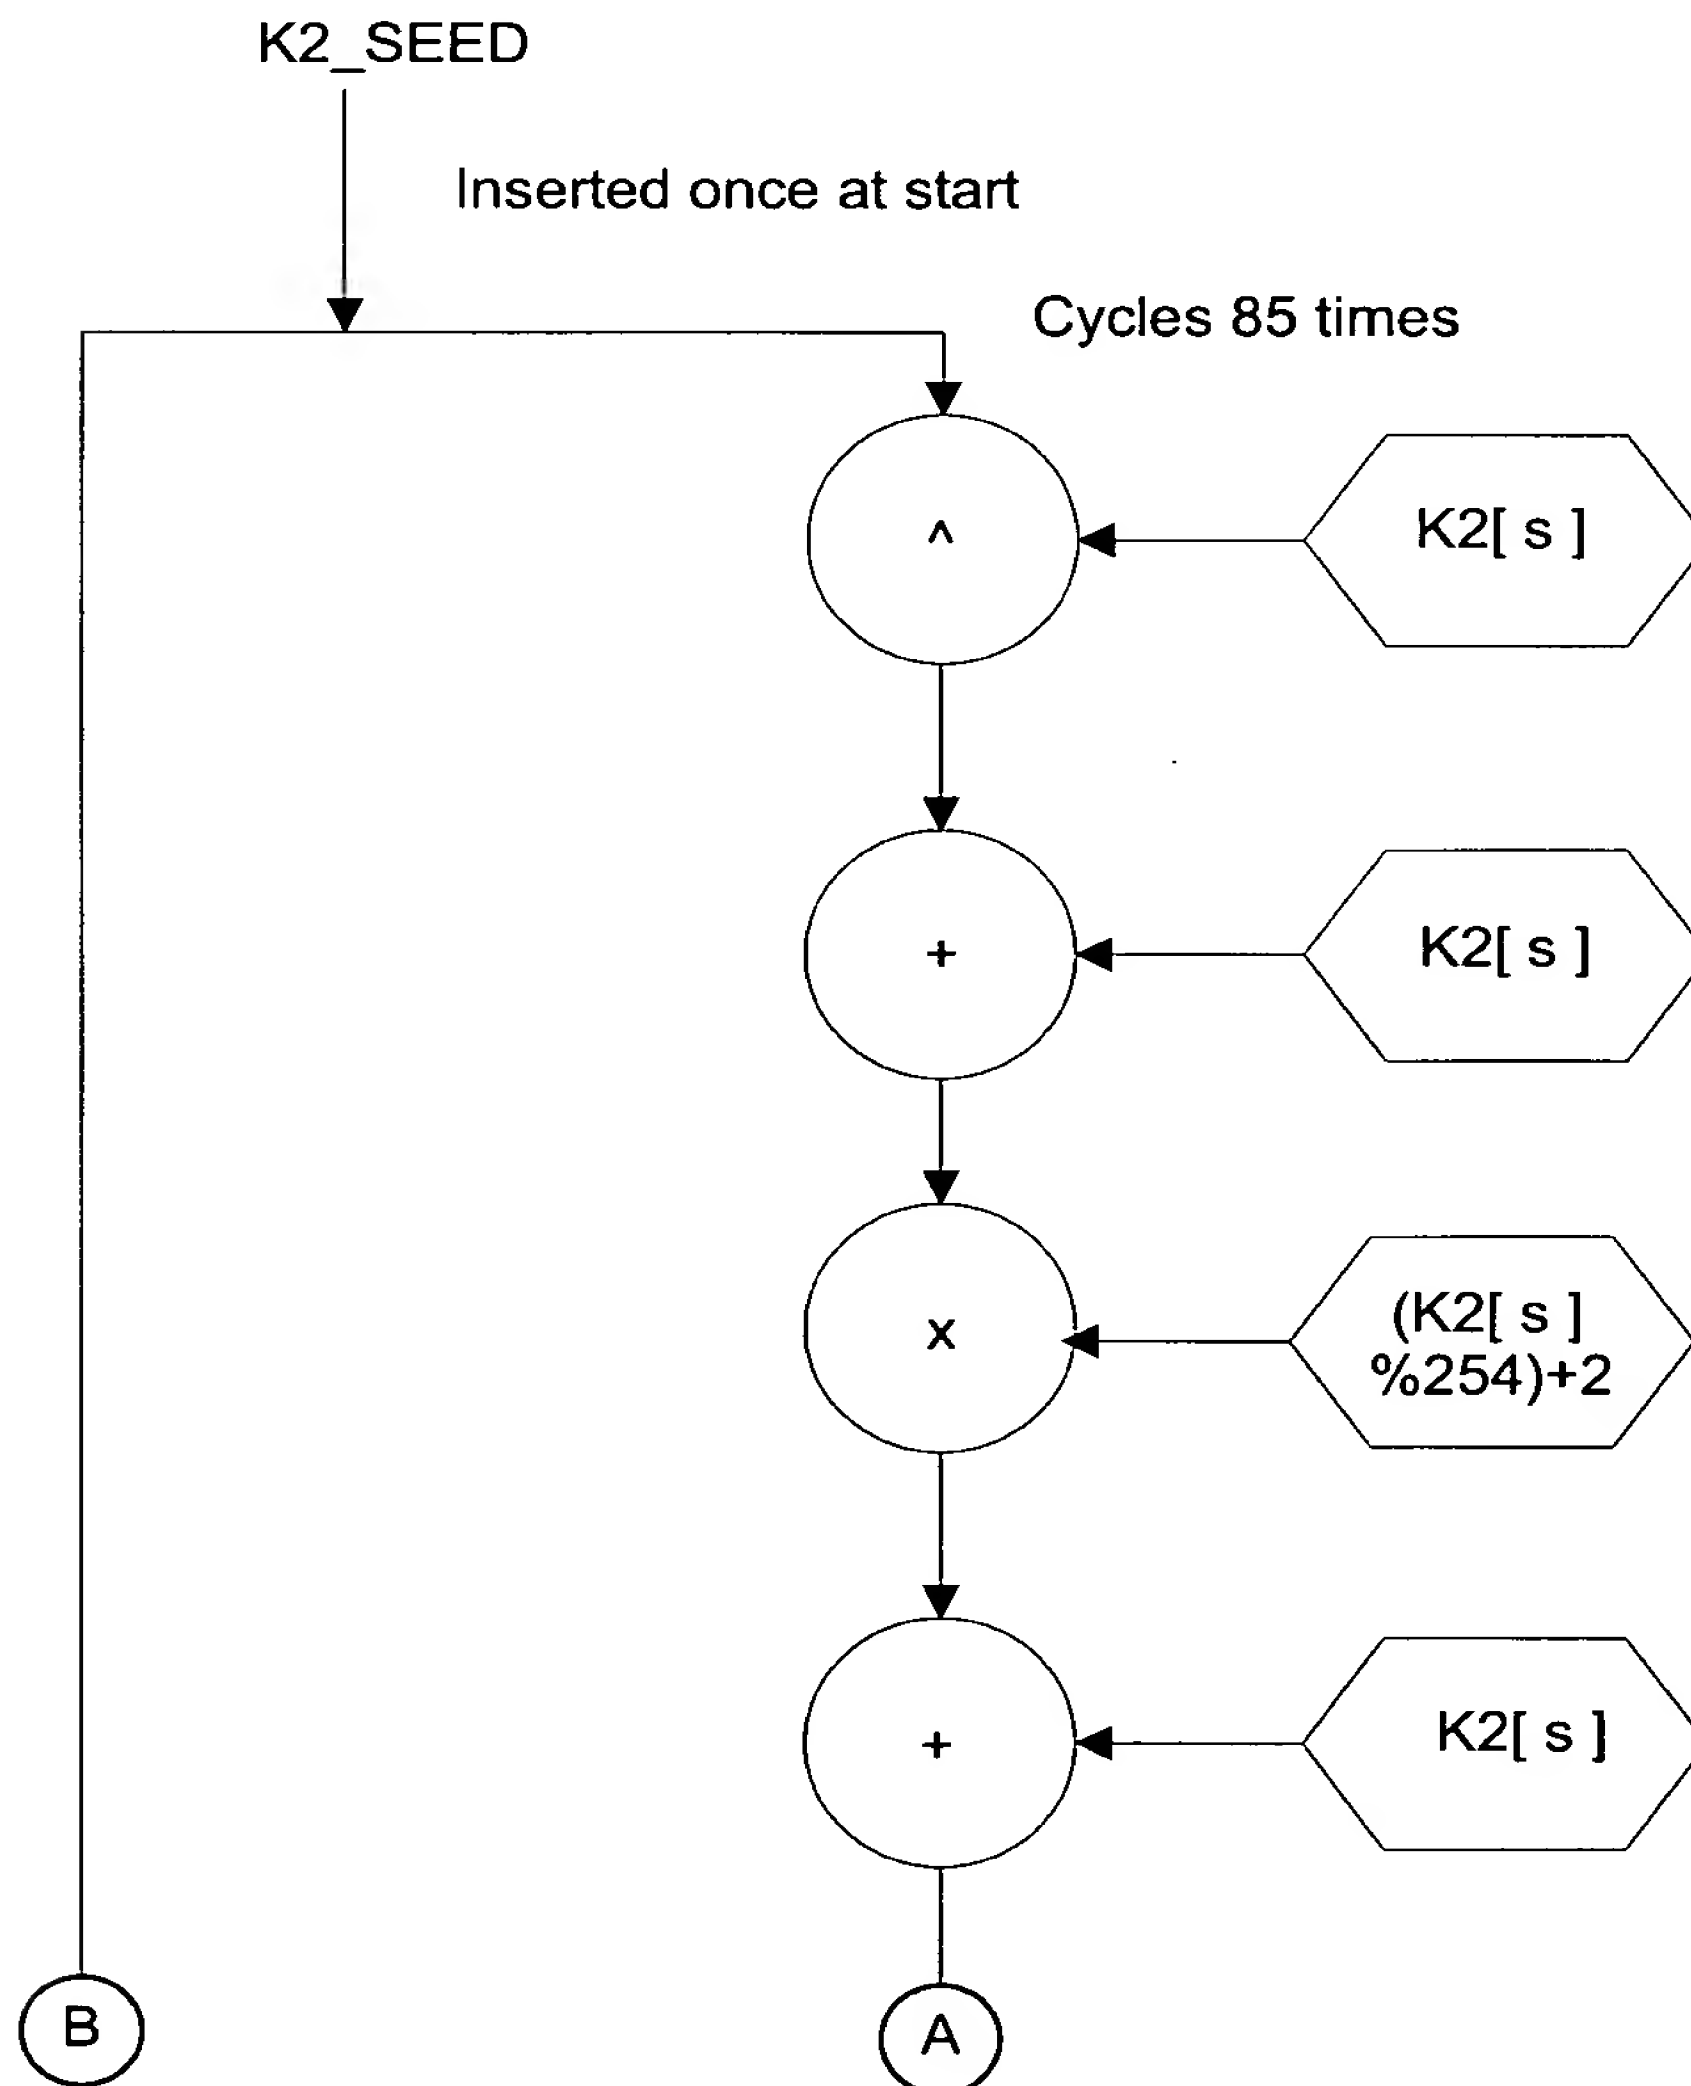 K2_SEED
Inserted once at start
Cycles 85 times
^
K2[ s ]
+
K2[ s ]
x
(K2[ s ]
%254)+2
+
K2[ s ]
B
A